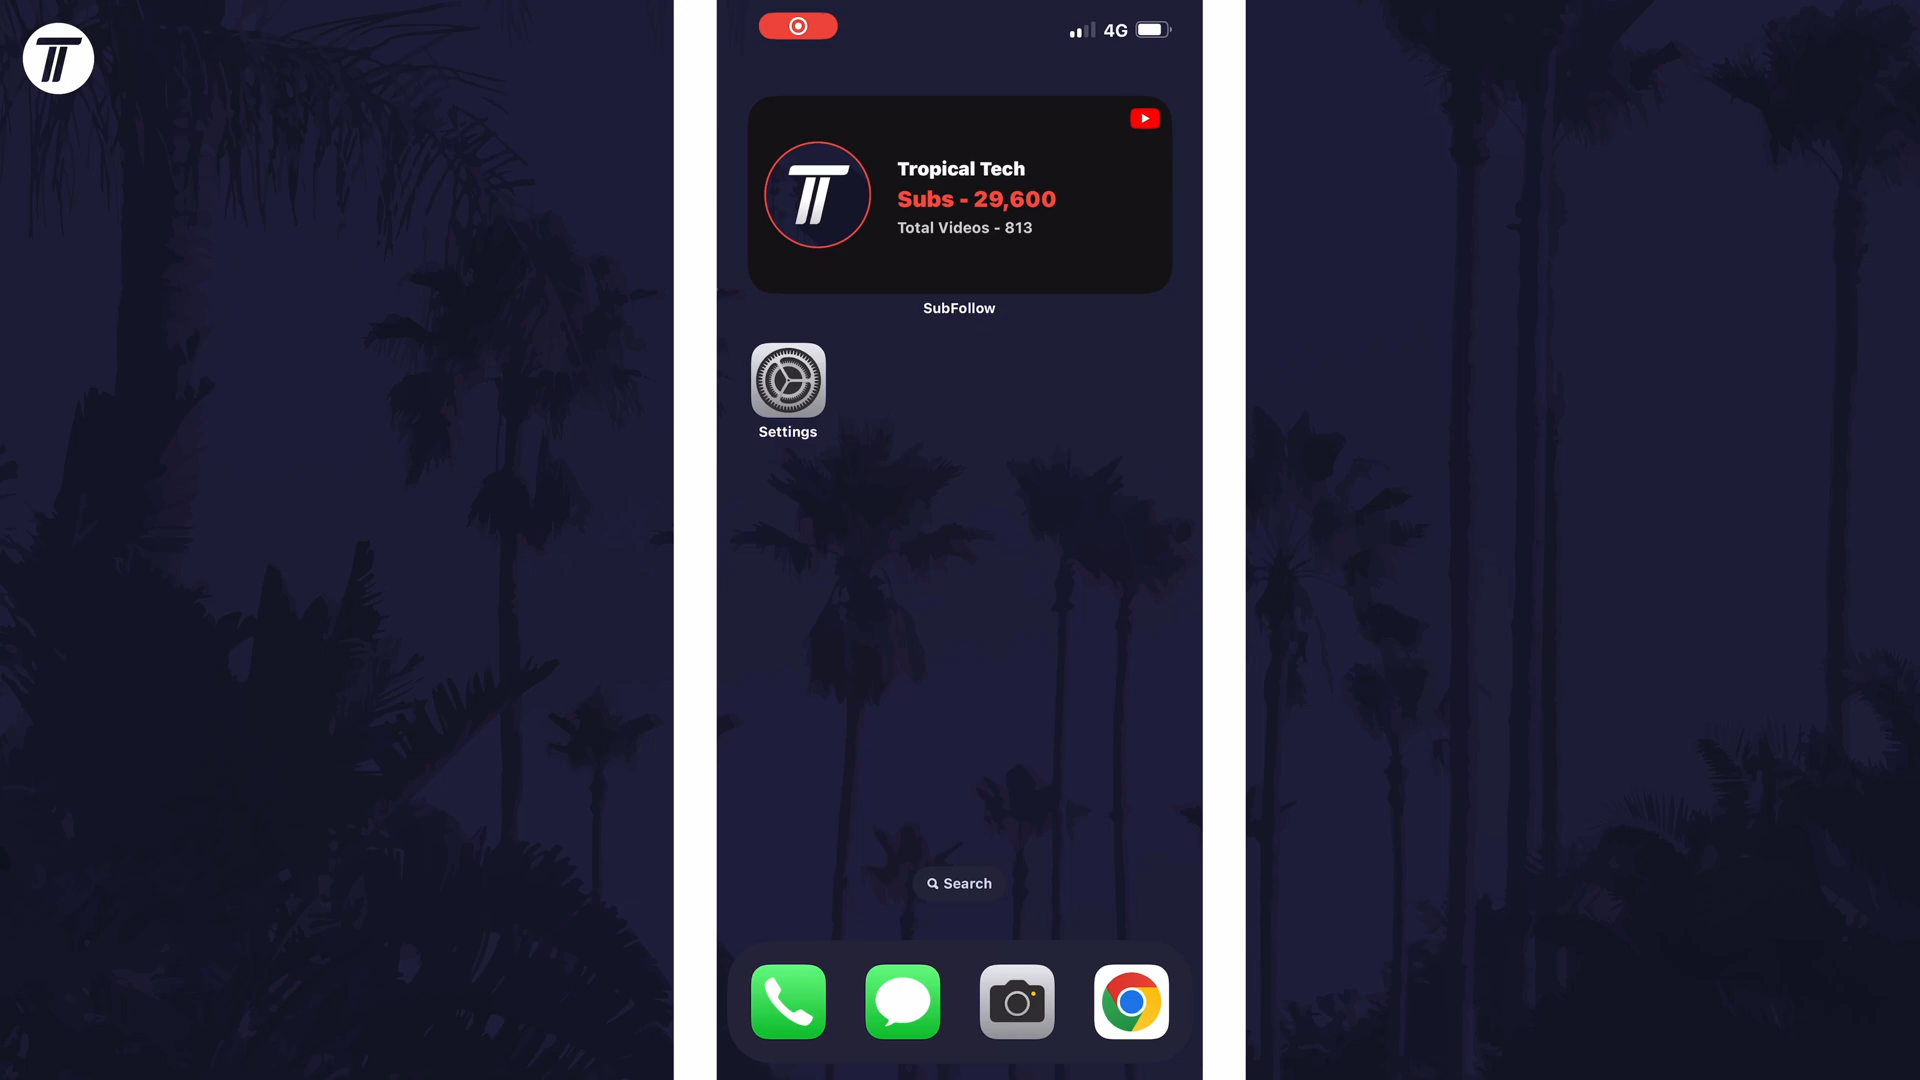 4G
Tropical Tech
Subs - 29,600
Total Videos - 813
SubFollow
Settings
Search